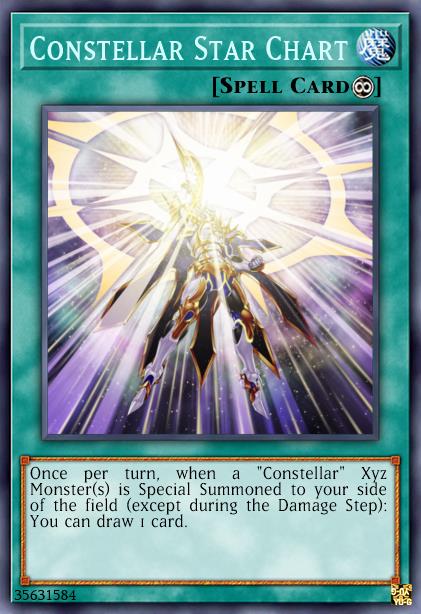 Constellar Star Chart 魔
[Spell Card]
Once per turn, when a "Constellar" Xyz
Monster(s) is Special Summoned to your side
of the field (except during the Damage Step):
You can draw 1 card.
35631584